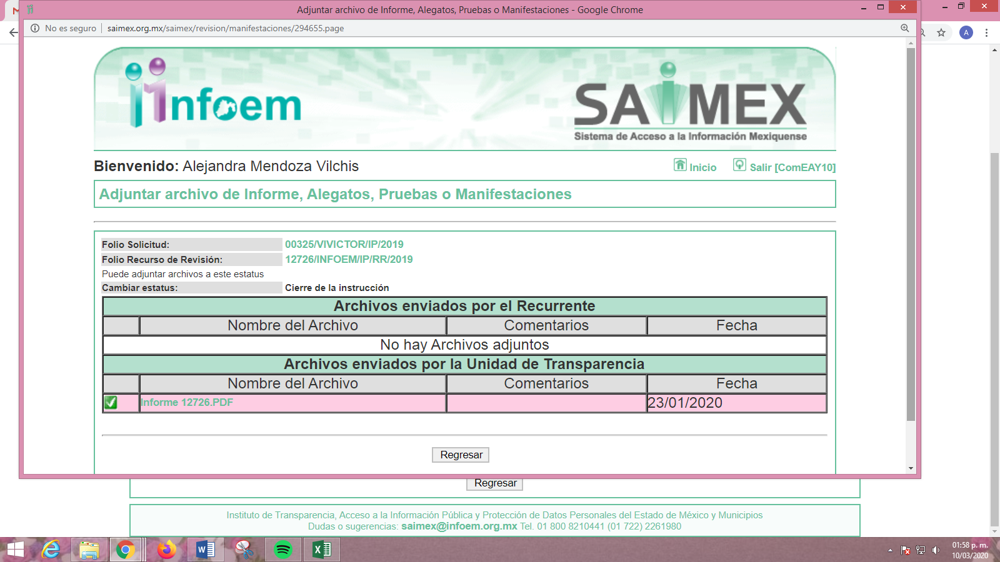 Adjuntar archivo de Informe, Alegatos, Pruebas o Manifestaciones - Google Chrome
No es seguro | saimex.org.mx/saimex/revision/manifestaciones/294655.page
A
infoem
SAIMEX
Sistema de Acceso a la Información Mexiquense
Bienvenido: Alejandra Mendoza Vilchis
Inicio Salir [ComEAY10]
Adjuntar archivo de Informe, Alegatos, Pruebas o Manifestaciones
Folio Solicitud: 00325/VIVICTOR/IP/2019
Folio Recurso de Revisión: 12726/INFOEM/IP/RR/2019
Puede adjuntar archivos a este estatus
Cambiar estatus: Cierre de la instrucción
Archivos enviados por el Recurrente
Nombre del Archivo Comentarios Fecha
No hay Archivos adjuntos
Archivos enviados por la Unidad de Transparencia
Nombre del Archivo Comentarios Fecha
Informe 12726.PDF 23/01/2020
Regresar
Regresar
Instituto de Transparencia, Acceso a la Información Pública y Protección de Datos Personales del Estado de México y Municipios
Dudas o sugerencias: saimex@infoem.org.mx Tel. 01 800 8210441 (01 722) 2261980
01:58 p. m.
10/03/2020